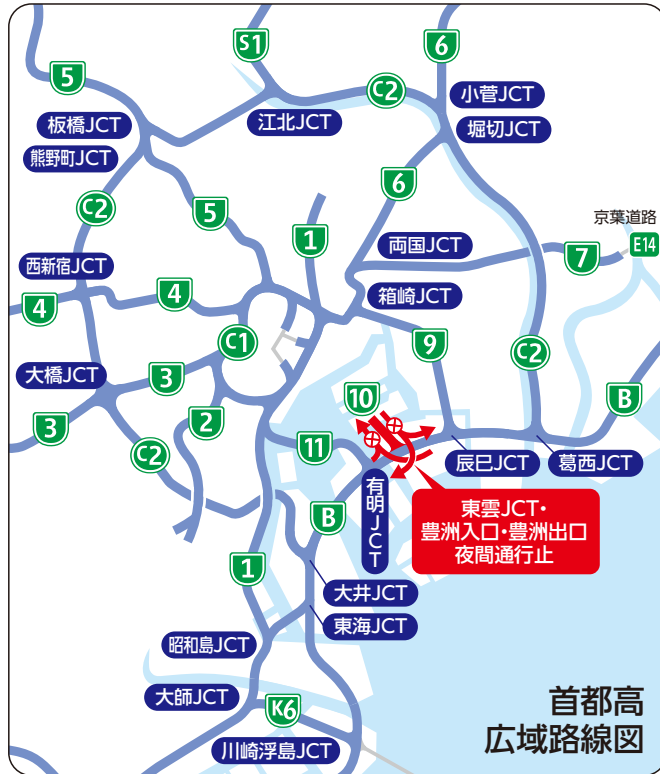 S1
6
5
C2
小菅JCT
板橋JCT
江北JCT
堀切JCT
熊野町JCT
6
C2
5
京葉道路
1
両国JCT
7
E14
西新宿JCT
4
4
箱崎JCT
C1
9
C2
大橋JCT
3
10
B
3
2
11
辰巳JCT
葛西JCT
C2
有明JCT
B
東雲JCT・
豊洲入口・豊洲出口
夜間通行止
1
大井JCT
東海JCT
昭和島JCT
大師JCT
K6
川崎浮島JCT
首都高
広域路線図